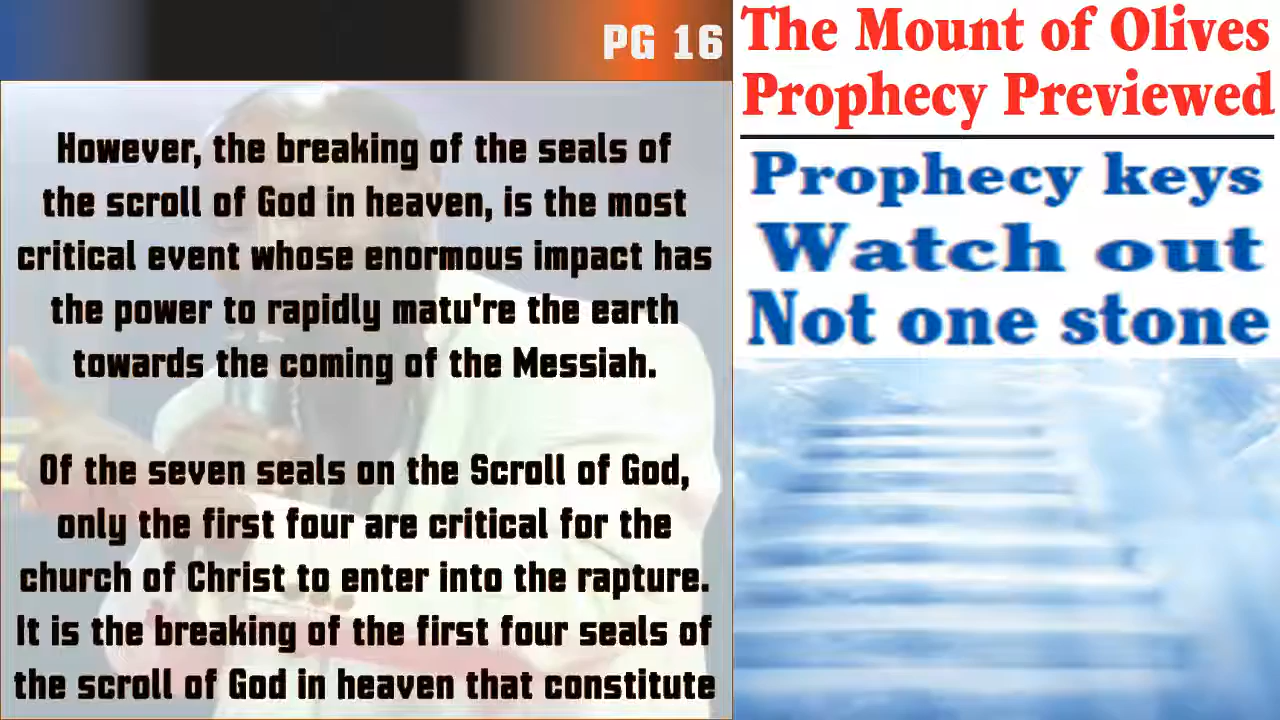 PG 16
However, the breaking of the seals of
the scroll of God in heaven, is the most
critical event whose enormous impact has
the power to rapidly matu're the earth
towards the coming of the Messiah.
Of the seven seals on the Scroll of God,
only the first four are critical for the
church of Christ to enter into the rapture.
It is the breaking of the first four seals of
the scroll of God in heaven that constitute
The Mount of Olives
Prophecy Previewed
Prophecy keys
Watch out
Not one stone